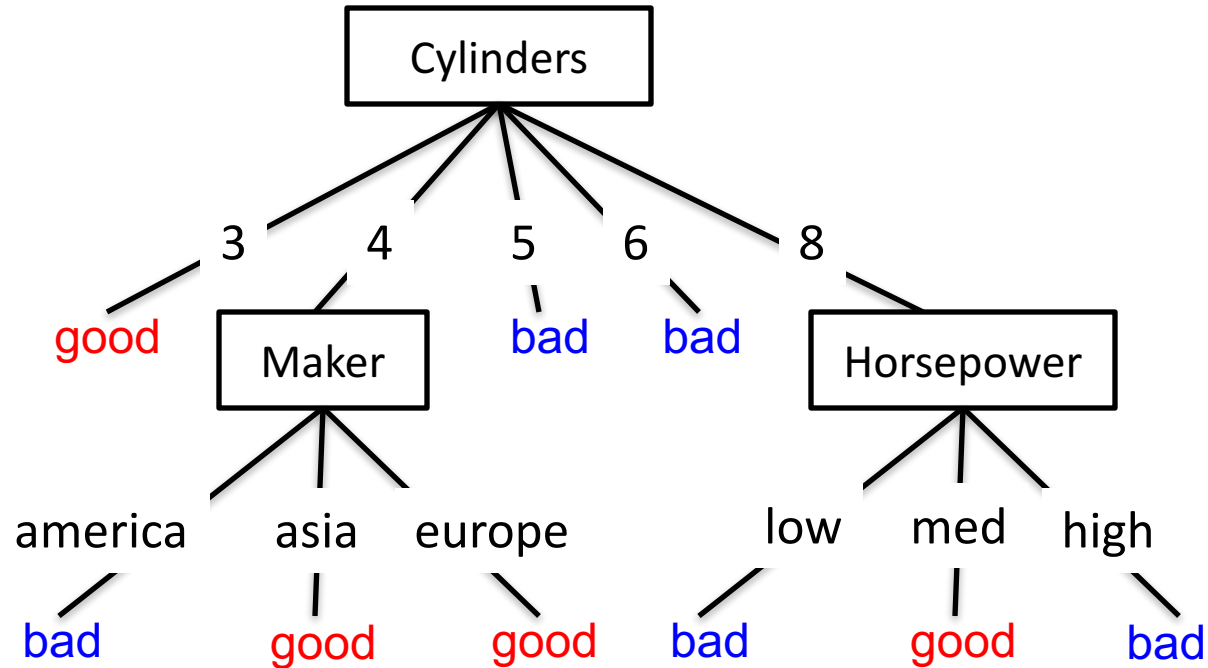 Cylinders
3 4 5 6 8
good Maker bad bad Horsepower
america asia europe low med high
bad good good bad good bad